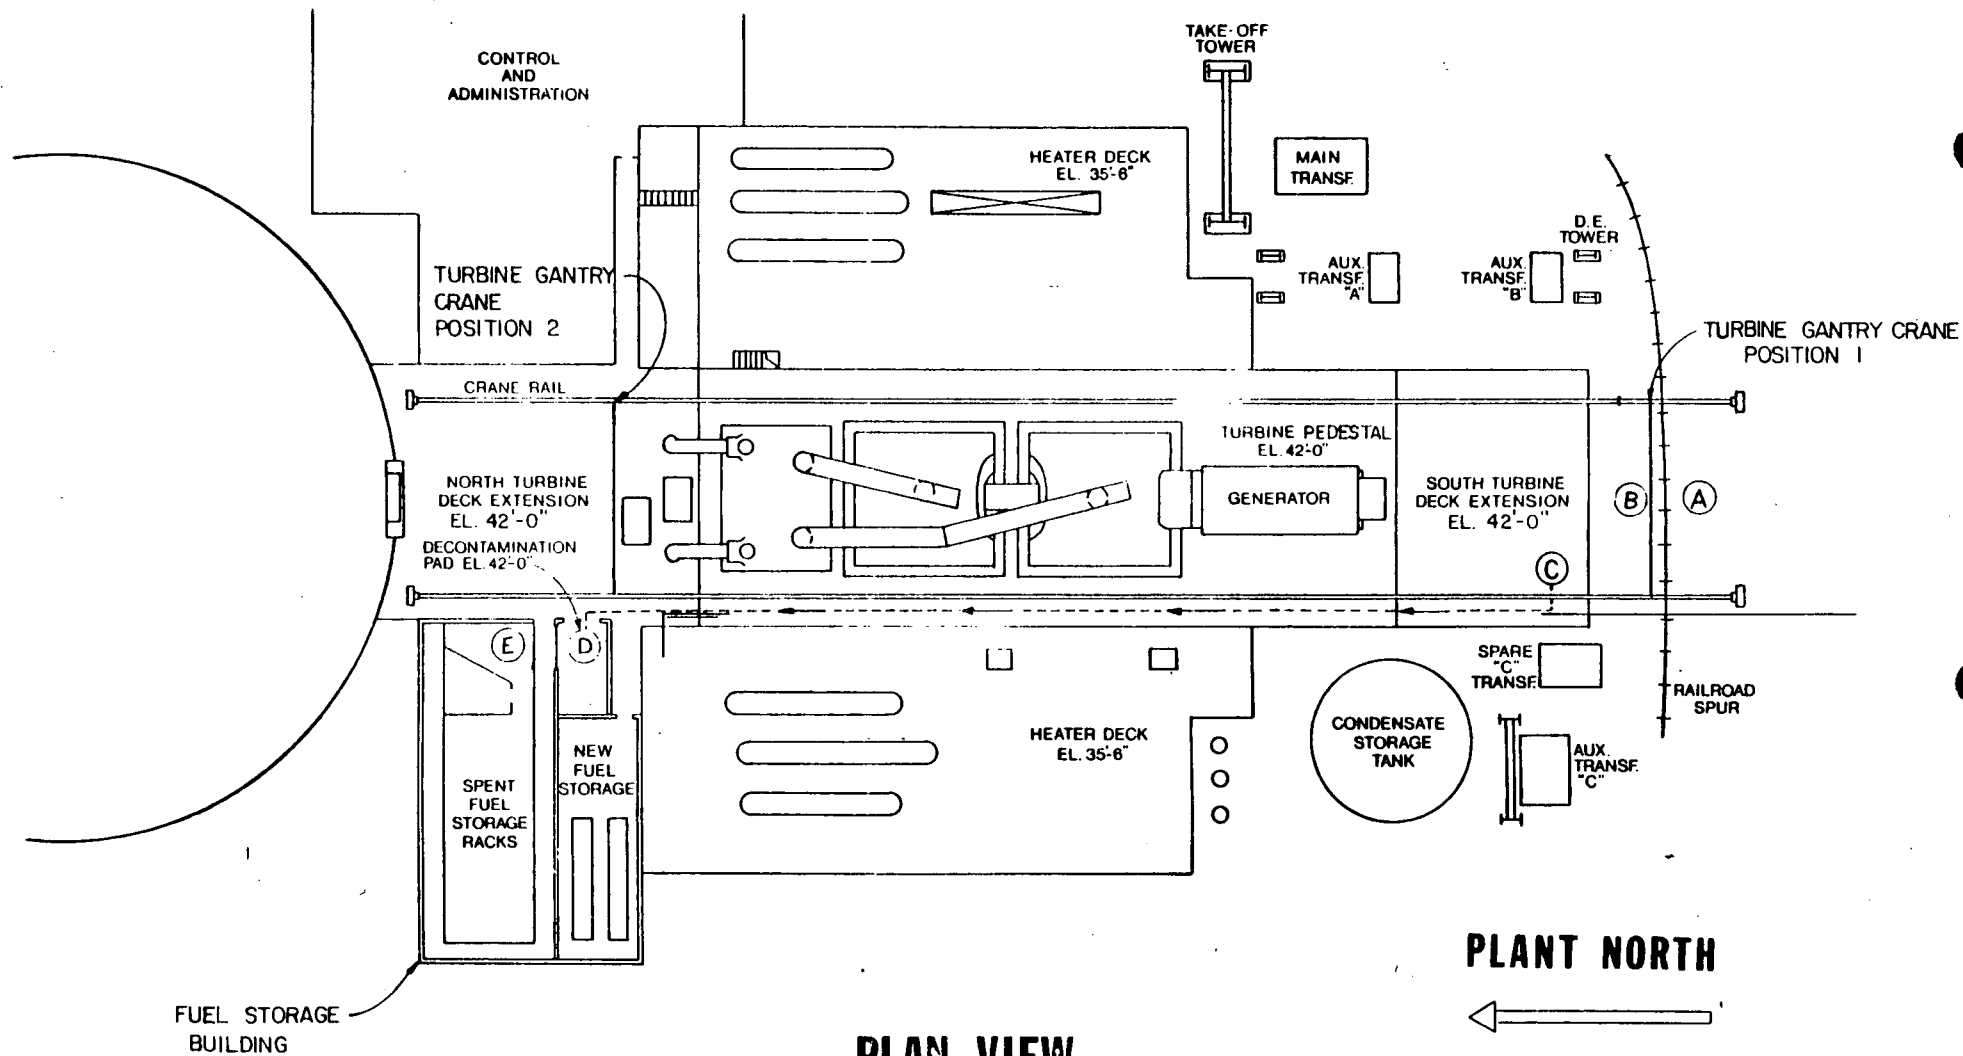 CONTROL
AND
ADMINISTRATION
TAKE-OFF
TOWER
HEATER DECK
EL. 35'-6"
MAIN
TRANSF.
D.E.
TOWER
AUX.
TRANSF.
"A"
AUX.
TRANSF.
"B"
TURBINE GANTRY
CRANE
POSITION 2
TURBINE GANTRY CRANE
POSITION 1
CRANE RAIL
TURBINE PEDESTAL
EL. 42'-0"
NORTH TURBINE
DECK EXTENSION
EL. 42'-0"
GENERATOR
SOUTH TURBINE
DECK EXTENSION
EL. 42'-0"
B
A
DECONTAMINATION
PAD EL. 42'-0"
C
E
D
SPARE
"C"
TRANSF.
RAILROAD
SPUR
CONDENSATE
STORAGE
TANK
HEATER DECK
EL. 35'-6"
AUX.
TRANSF.
"C"
NEW
FUEL
STORAGE
SPENT
FUEL
STORAGE
RACKS
PLANT NORTH
FUEL STORAGE
BUILDING
PLAN VIEW